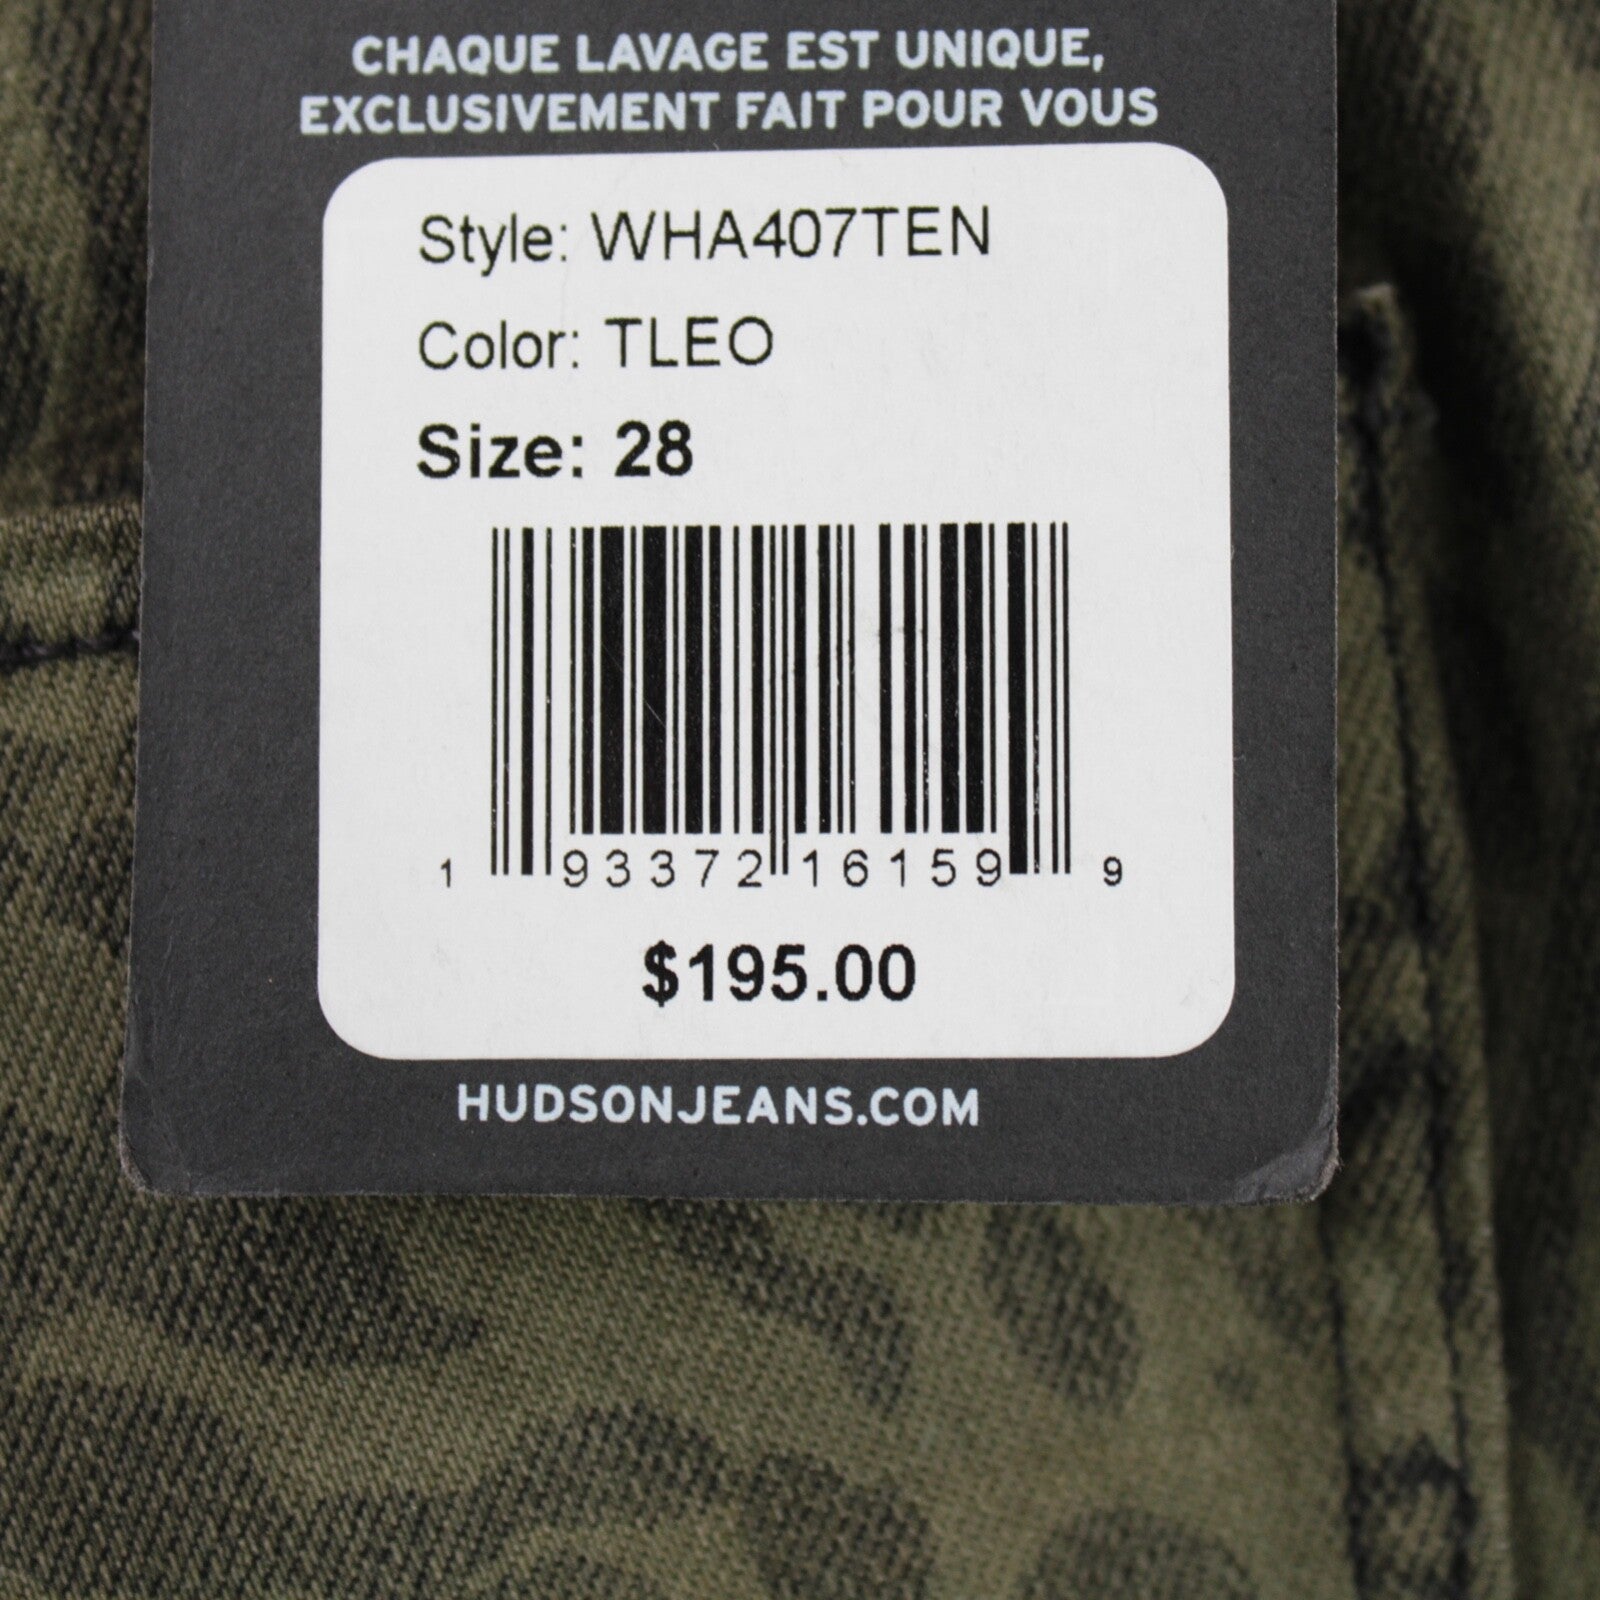 CHAQUE LAVAGE EST UNIQUE,
EXCLUSIVEMENT FAIT POUR VOUS
Style: WHA407TEN
Color: TLEO
Size: 28
1 93372 16159 9
$195.00
HUDSONJEANS.COM